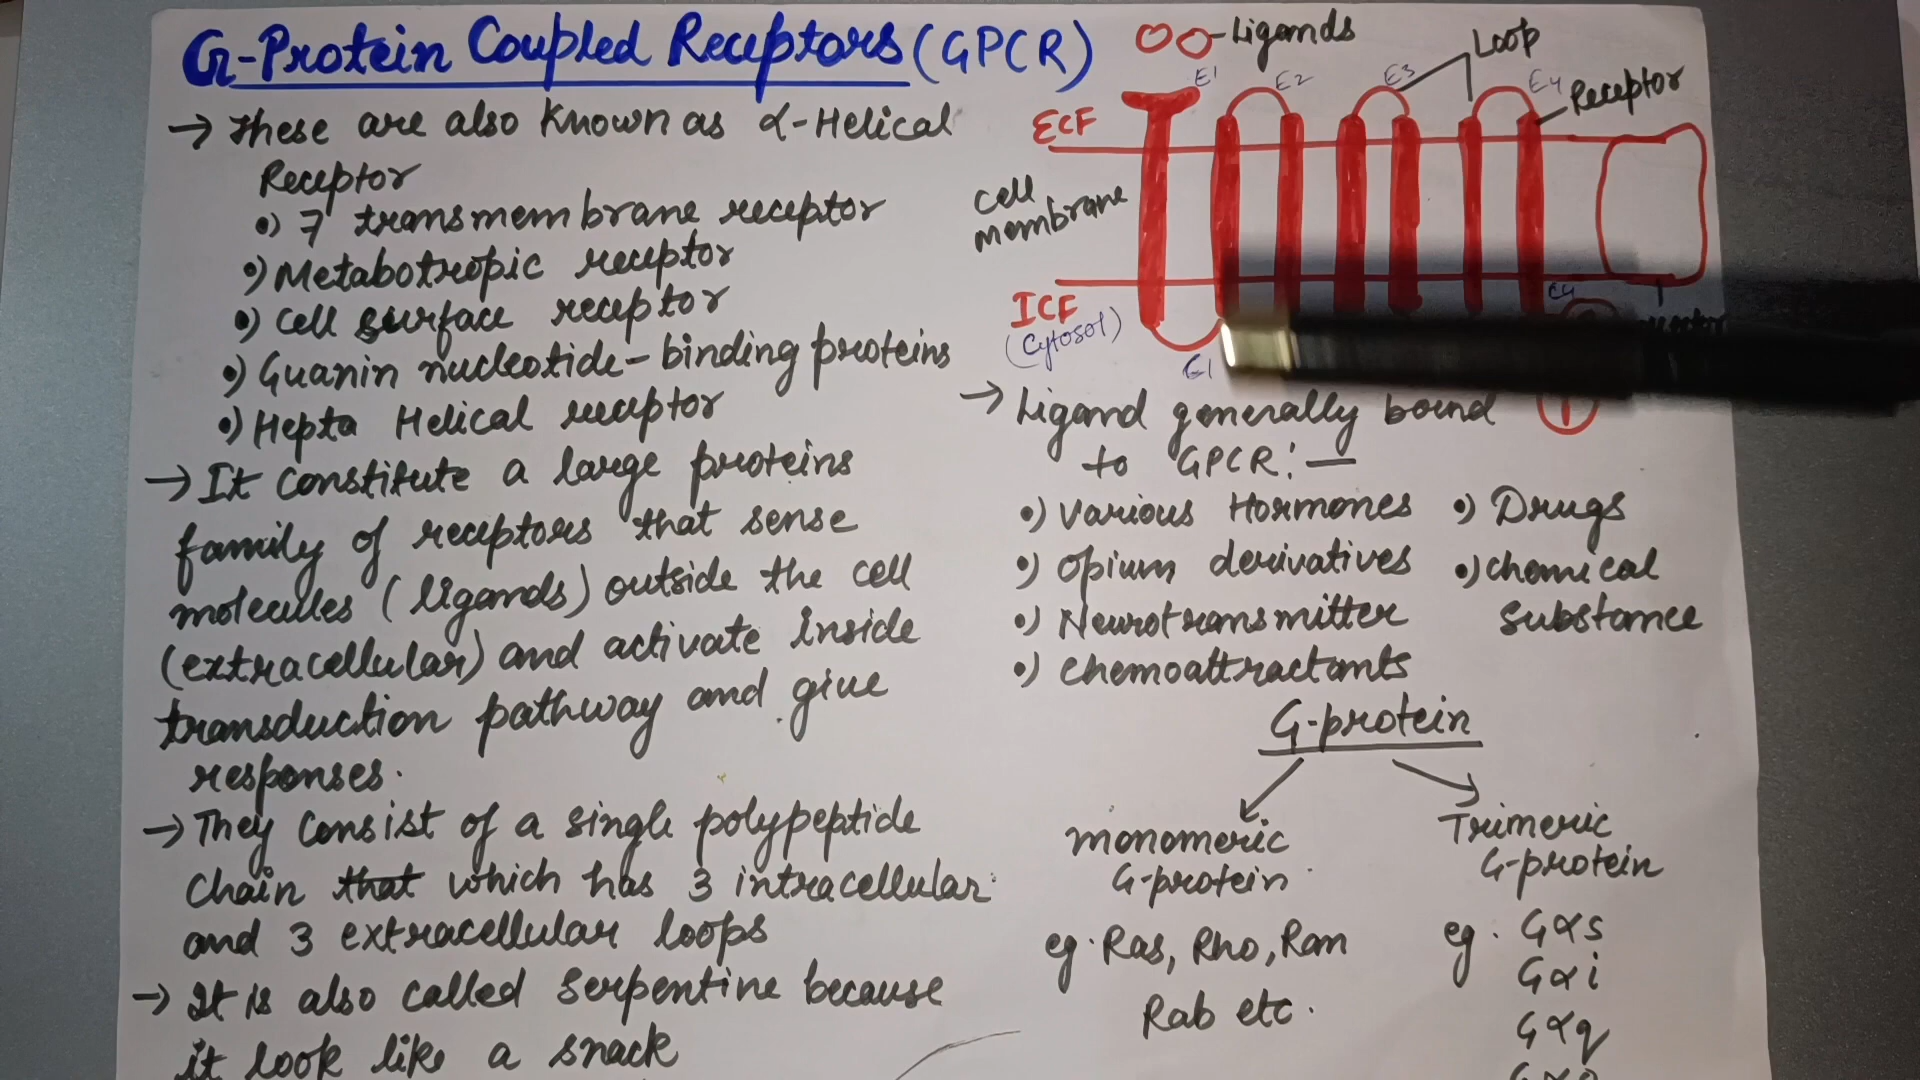 G-Protein Coupled Receptors (GPCR)
→ These are also known as α-Helical
Receptor
•) 7 transmembrane receptor
•) Metabotropic receptor
•) Cell surface receptor
•) Guanin nucleotide-binding proteins
•) Hepta Helical receptor
→ It constitute a large proteins
family of receptors that sense
molecules (ligands) outside the cell
(extracellular) and activate inside
transduction pathway and give
responses.
→ They consist of a single polypeptide
Chain that which has 3 intracellular
and 3 extracellular loops
→ It is also called serpentine because
it look like a snack
Ligands
Loop
E1
E2
E3
E4
Receptor
ECF
Cell
membrane
ICF
(Cytosol)
C1
C4
→ Ligand generally bound
to GPCR:—
•) Various Hormones
•) Opium derivatives
•) Neurotransmitter
•) Chemoattractants
•) Drugs
•) Chemical
Substance
G-protein
Monomeric
G-protein
eg. Ras, Rho, Ran
Rab etc.
Trimeric
G-protein
eg. Gαs
Gαi
Gαq